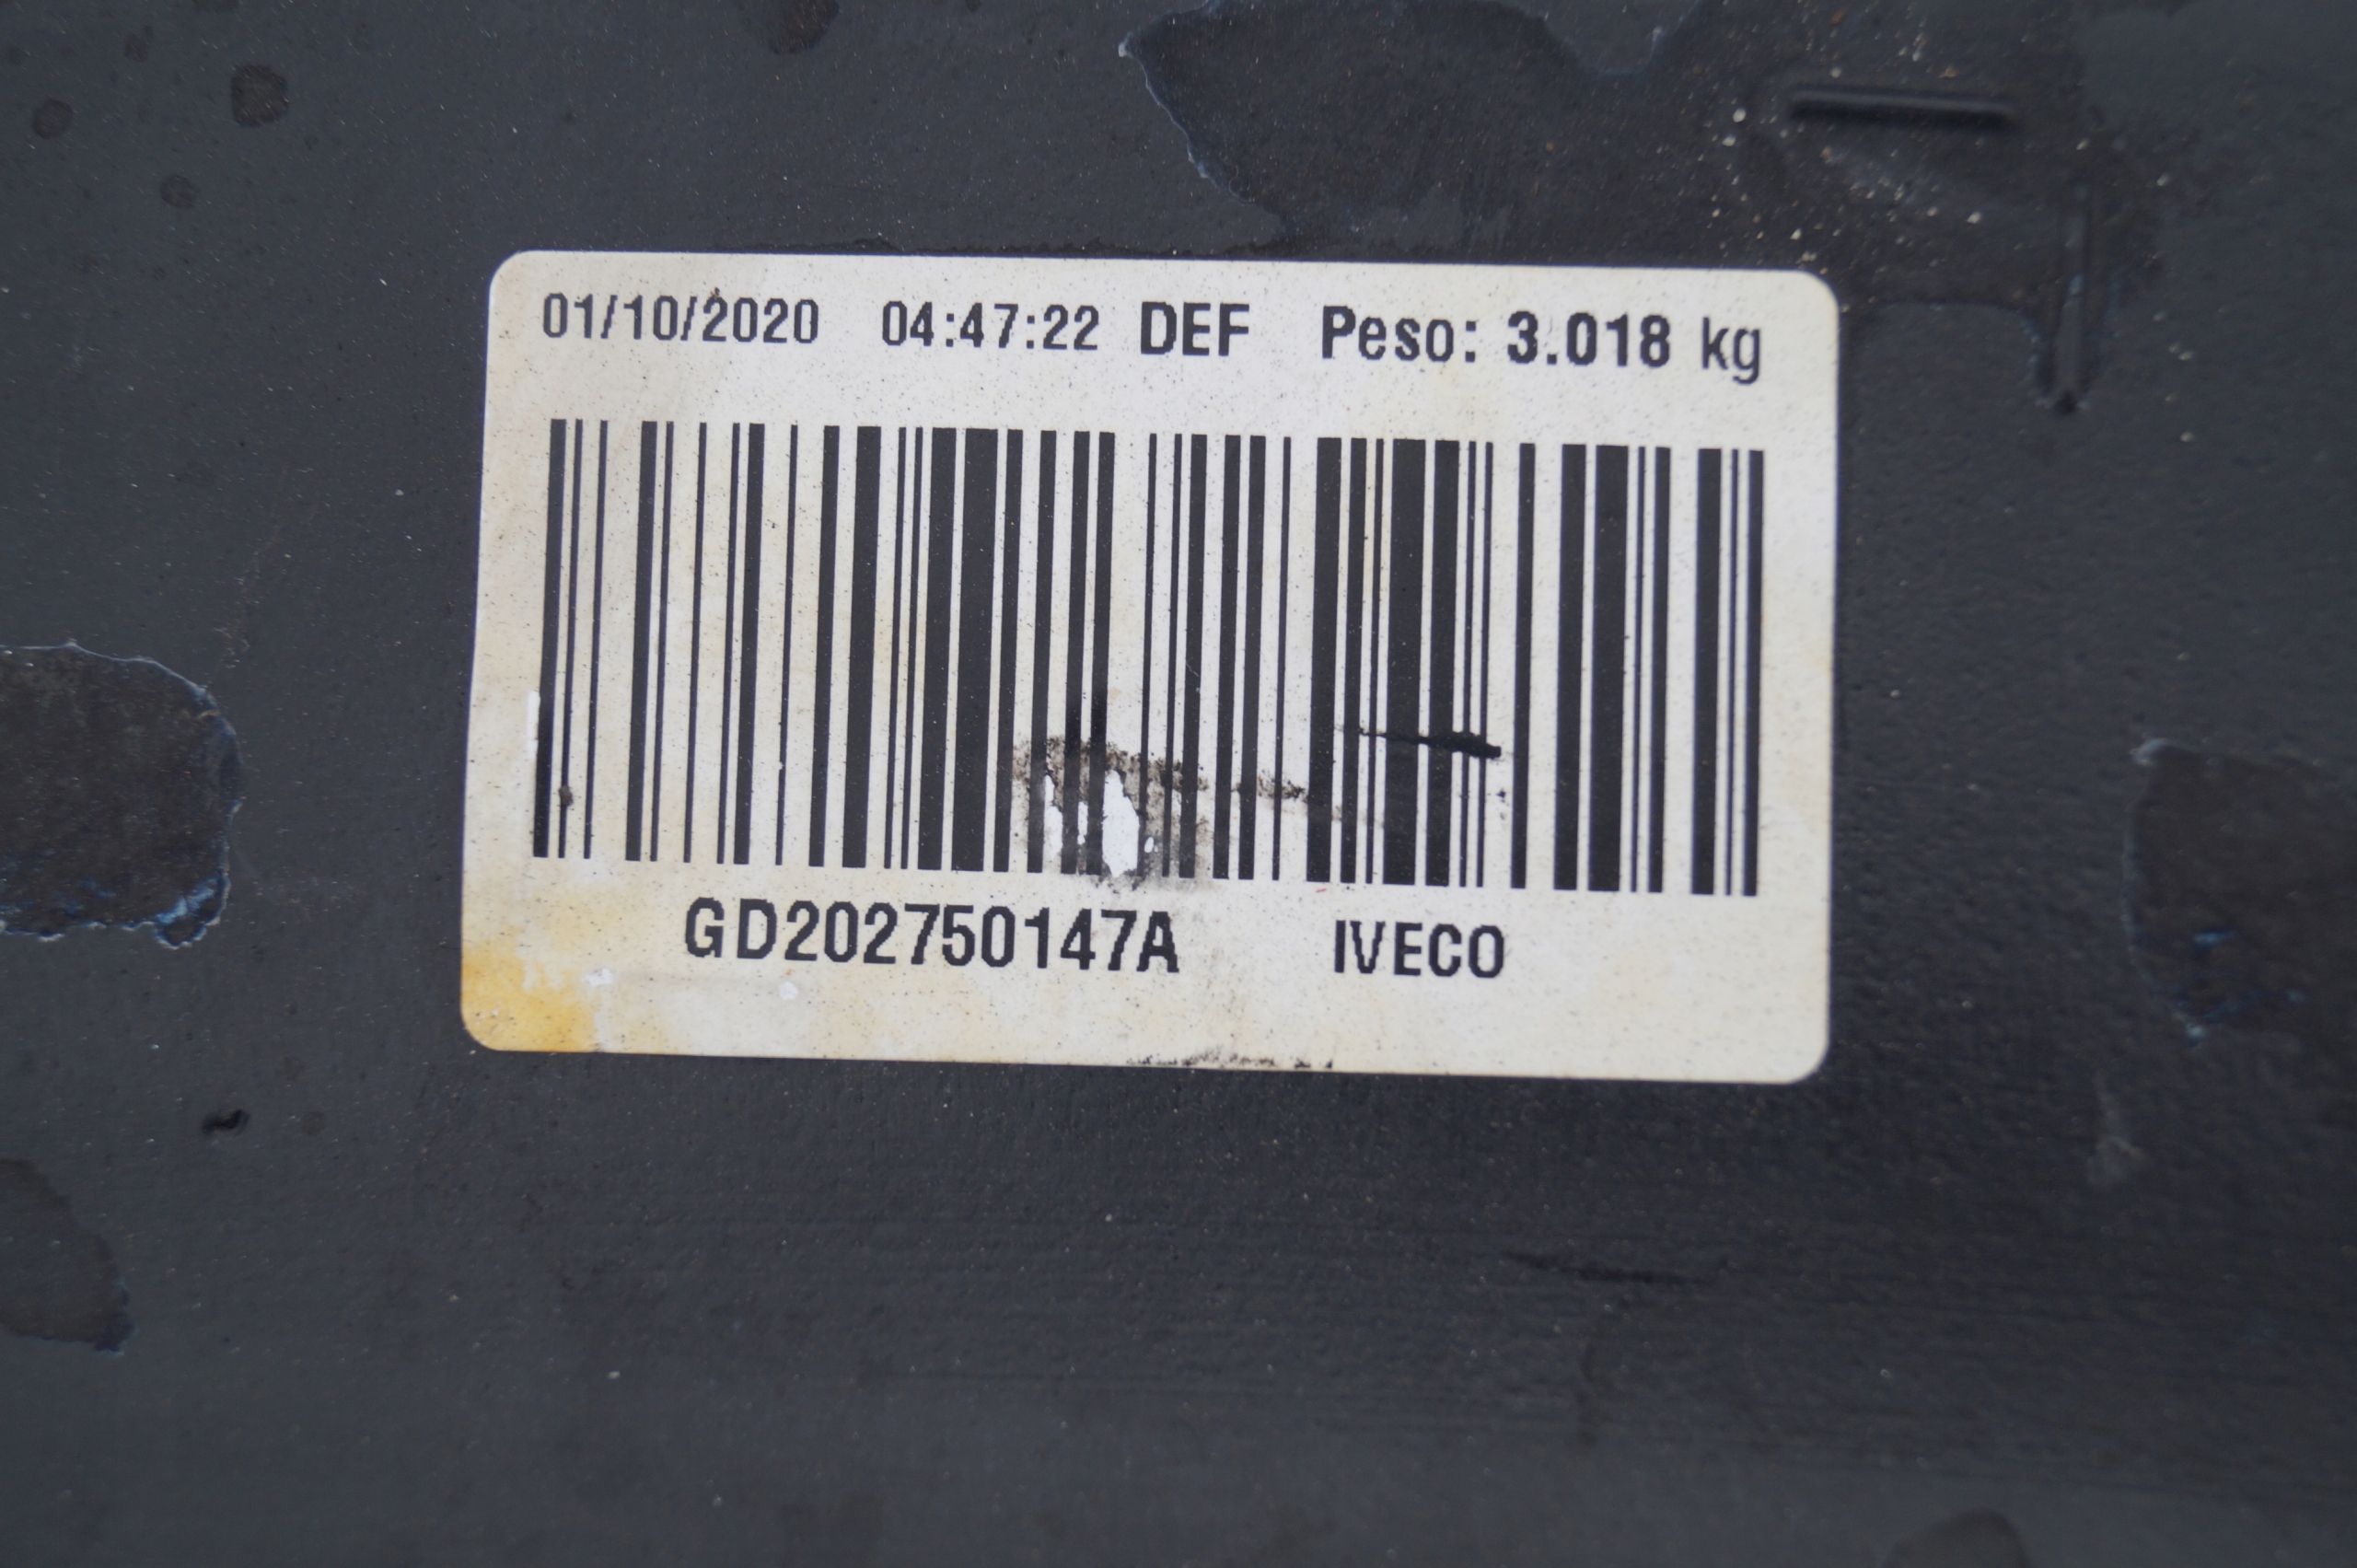 01/10/2020 04:47:22 DEF Peso: 3.018 kg
GD202750147A IVECO